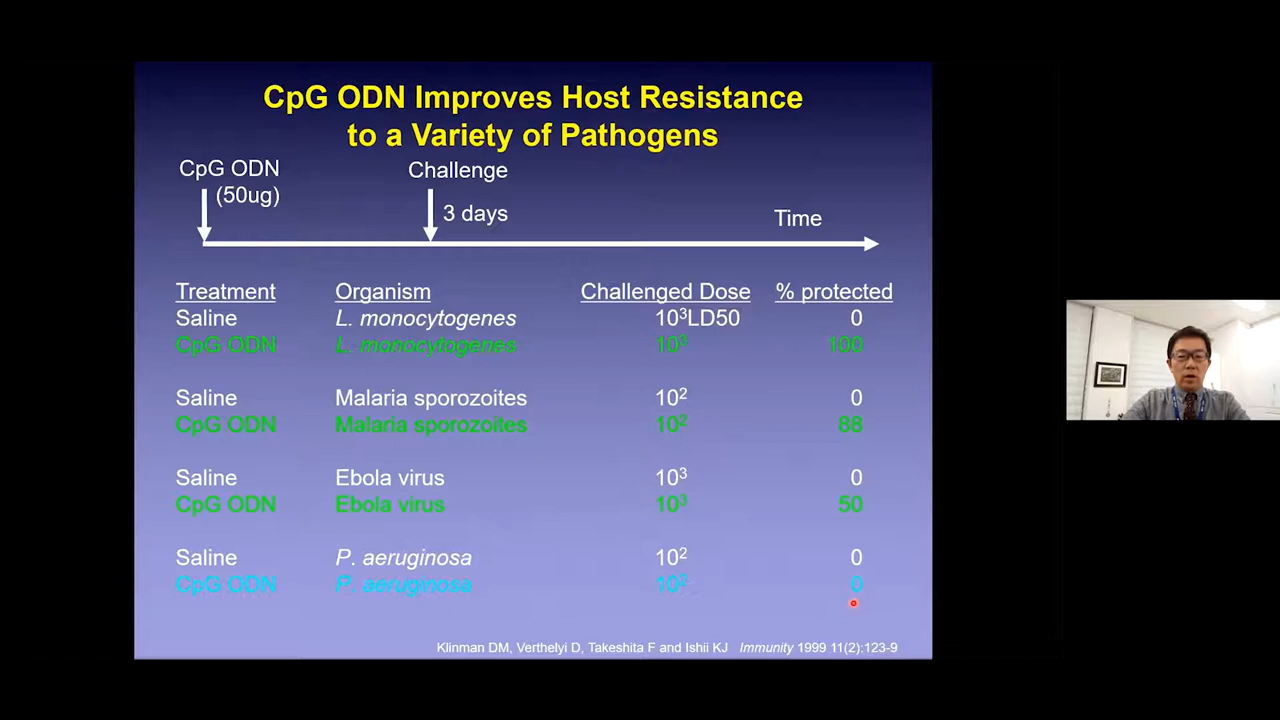 CpG ODN Improves Host Resistance
to a Variety of Pathogens
CpG ODN
(50ug)
Challenge
3 days
Time
Treatment Organism Challenged Dose % protected
Saline L. monocytogenes 10³LD50 0
CpG ODN L. monocytogenes 10³ 100
Saline Malaria sporozoites 10² 0
CpG ODN Malaria sporozoites 10² 88
Saline Ebola virus 10³ 0
CpG ODN Ebola virus 10³ 50
Saline P. aeruginosa 10² 0
CpG ODN P. aeruginosa 10² 0
Klinman DM, Verthelyi D, Takeshita F and Ishii KJ Immunity 1999 11(2):123-9